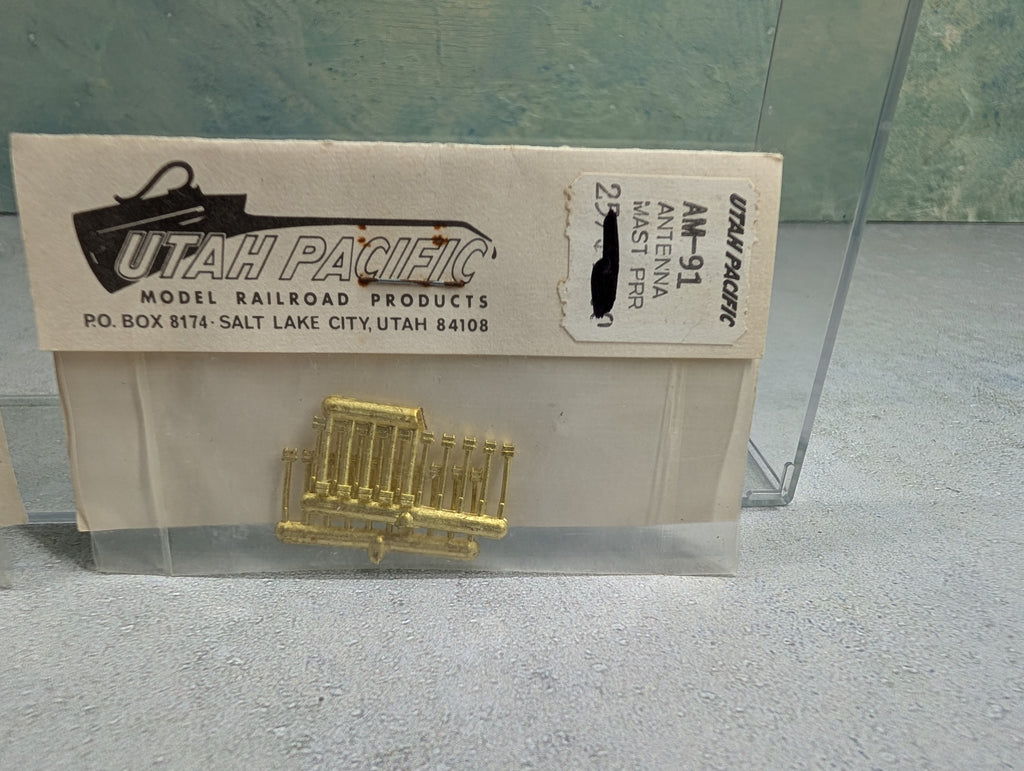 UTAH PACIFIC
MODEL RAILROAD PRODUCTS
P.O. BOX 8174 · SALT LAKE CITY, UTAH 84108
UTAH PACIFIC
AM-91
ANTENNA
MAST PRR